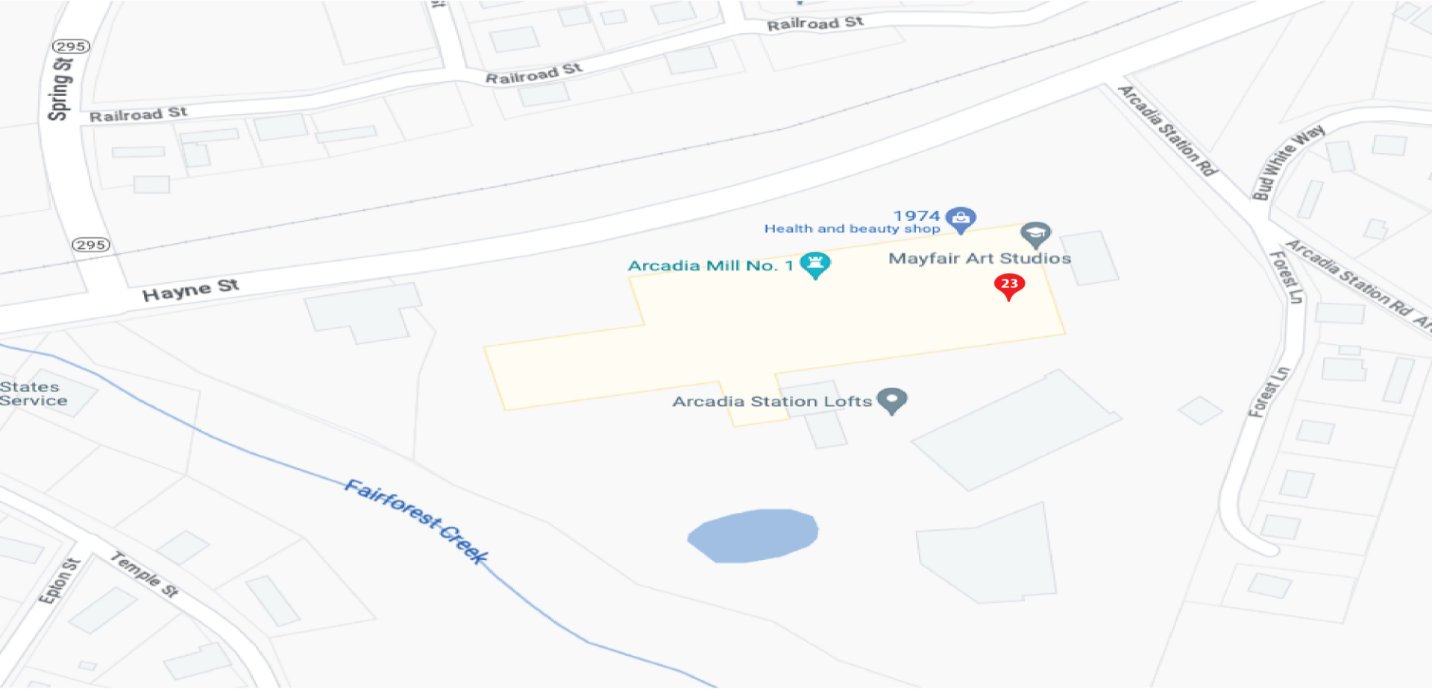 295
Spring St
Railroad St
Railroad St
Railroad St
St
Arcadia Station Rd
Bud White Way
295
Hayne St
1974
Health and beauty shop
Mayfair Art Studios
Arcadia Mill No. 1
23
Forest Ln
Arcadia Station Rd
States
Service
Arcadia Station Lofts
Forest Ln
Fairforest Creek
Epton St
Temple St